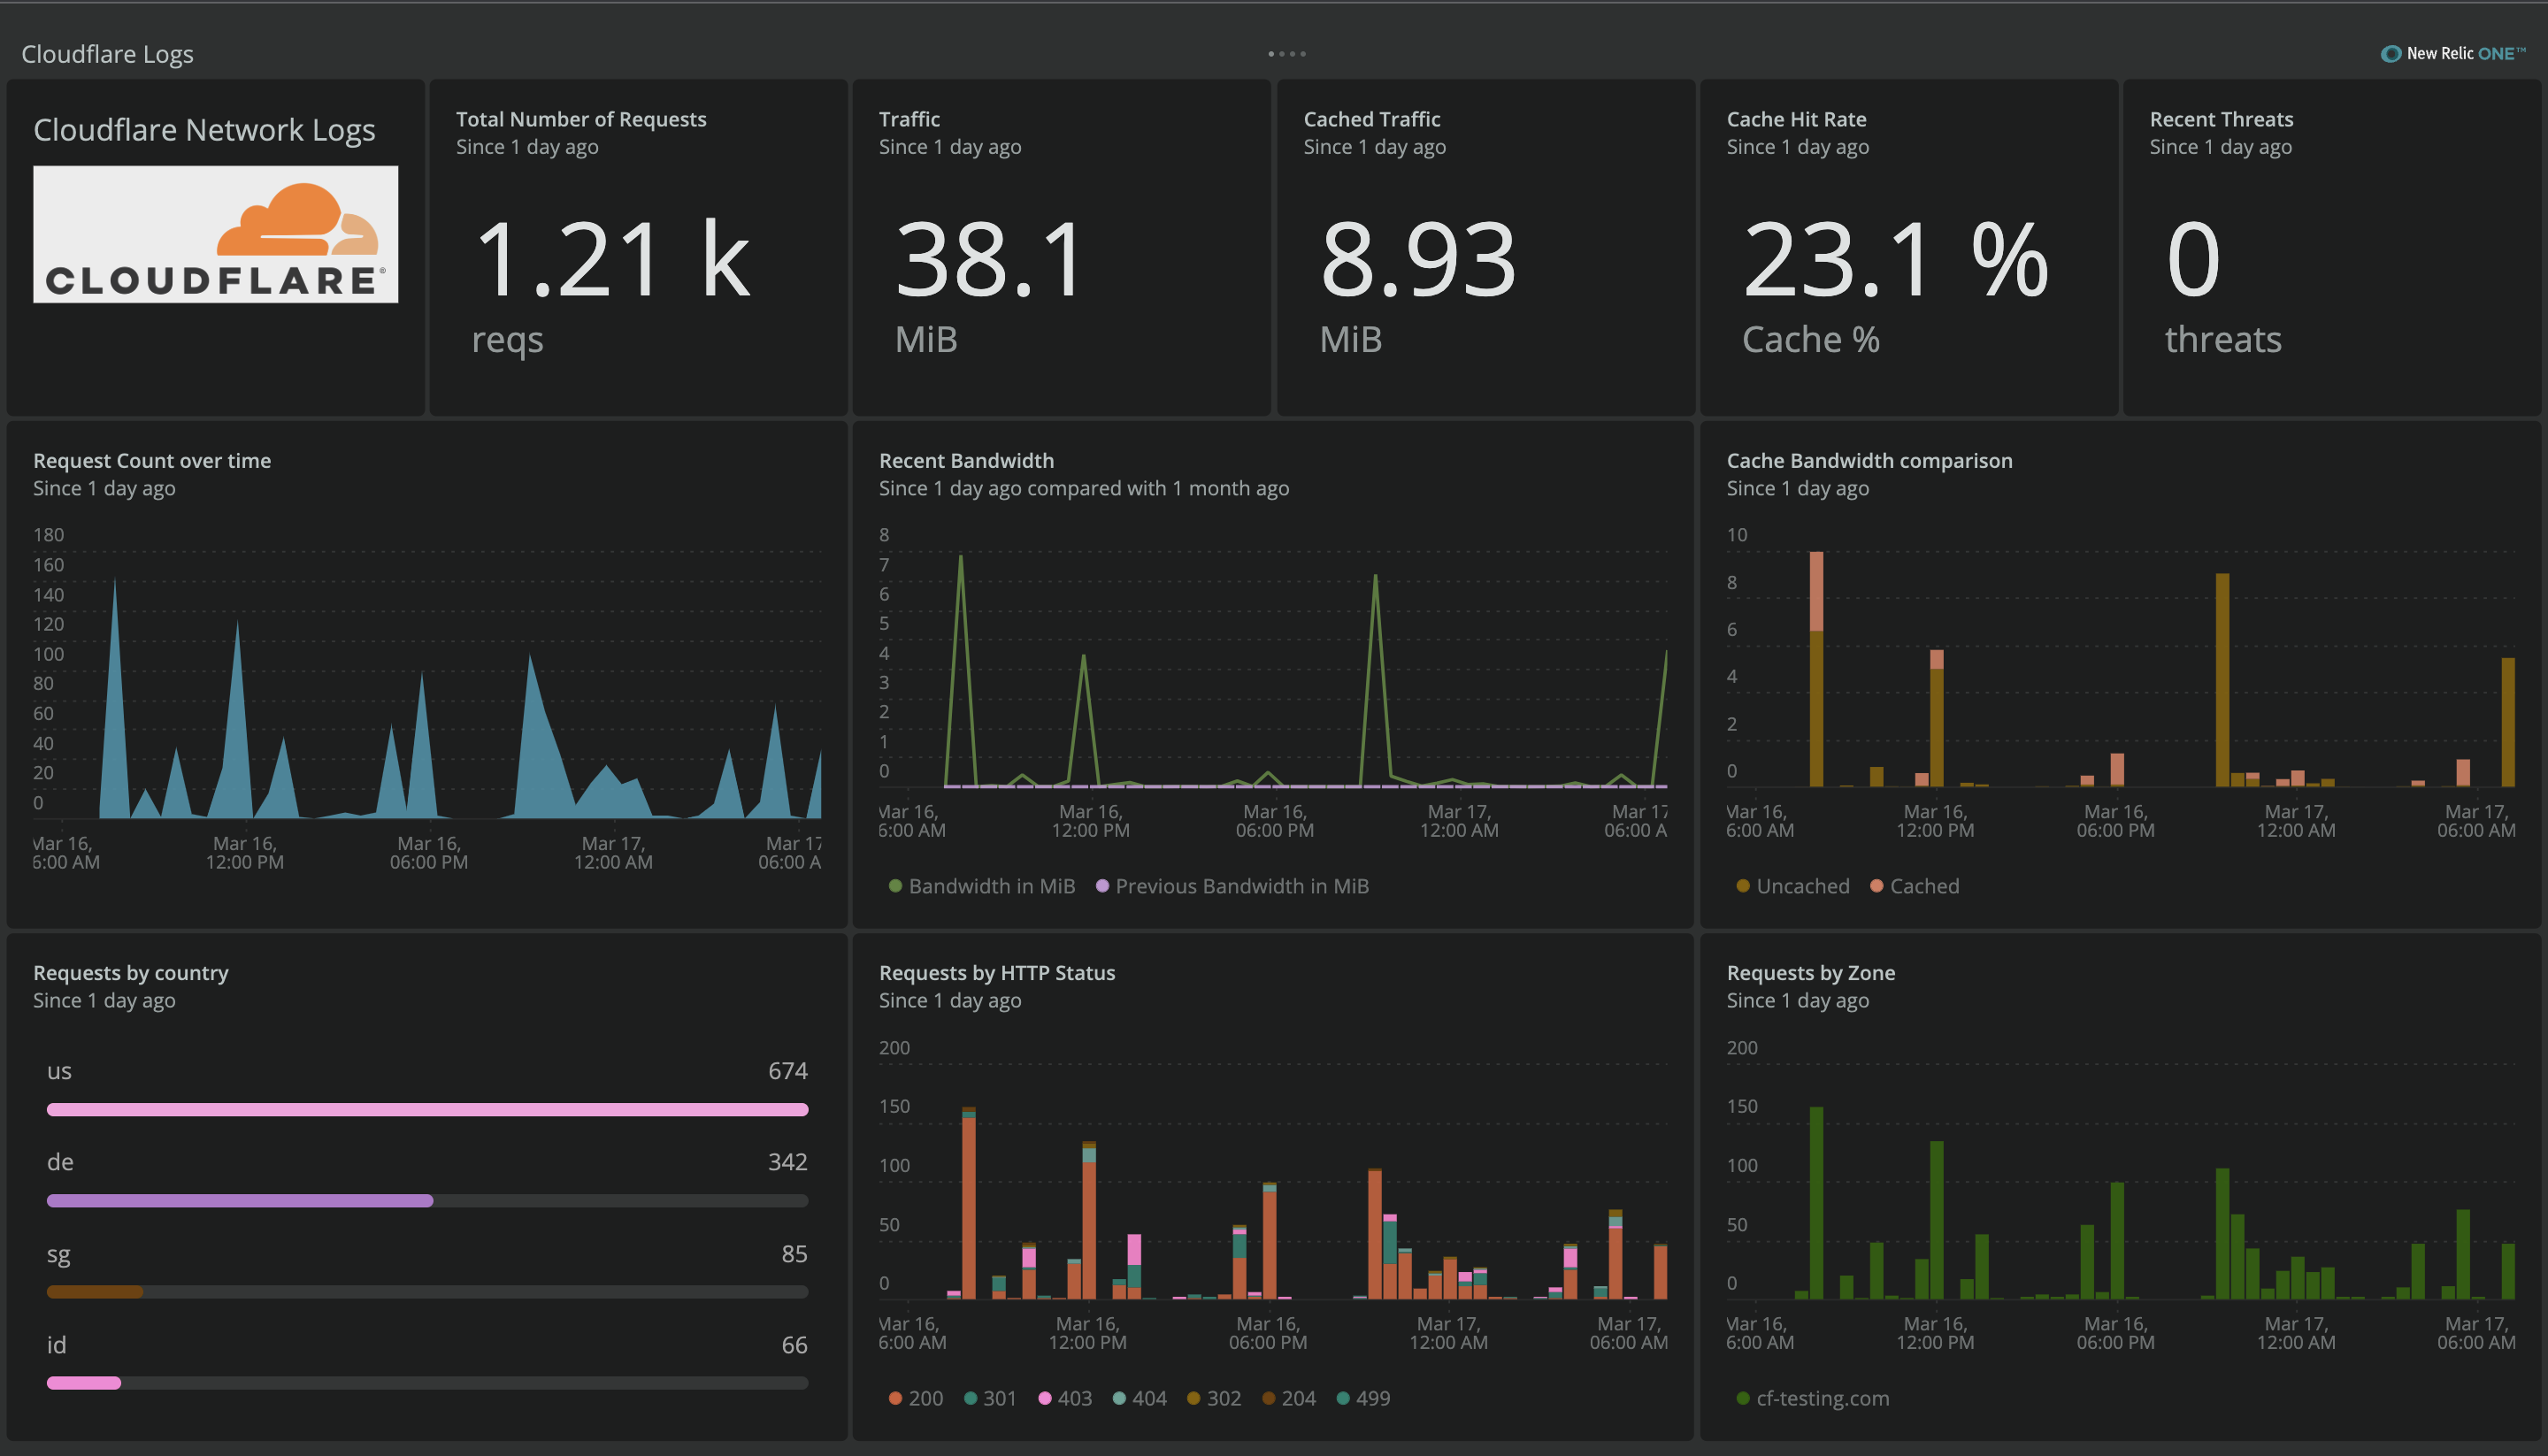 Cloudflare Logs
New Relic ONE™
Cloudflare Network Logs
CLOUDFLARE®
Total Number of Requests
Since 1 day ago
1.21 k
reqs
Traffic
Since 1 day ago
38.1
MiB
Cached Traffic
Since 1 day ago
8.93
MiB
Cache Hit Rate
Since 1 day ago
23.1 %
Cache %
Recent Threats
Since 1 day ago
0
threats
Request Count over time
Since 1 day ago
180
160
140
120
100
80
60
40
20
0
Mar 16, Mar 16, Mar 16, Mar 17, Mar 17
6:00 AM 12:00 PM 06:00 PM 12:00 AM 06:00 A
Recent Bandwidth
Since 1 day ago compared with 1 month ago
8
7
6
5
4
3
2
1
0
Mar 16, Mar 16, Mar 16, Mar 17, Mar 17
6:00 AM 12:00 PM 06:00 PM 12:00 AM 06:00 A
Bandwidth in MiB Previous Bandwidth in MiB
Cache Bandwidth comparison
Since 1 day ago
10
8
6
4
2
0
Mar 16, Mar 16, Mar 16, Mar 17, Mar 17,
6:00 AM 12:00 PM 06:00 PM 12:00 AM 06:00 AM
Uncached Cached
Requests by country
Since 1 day ago
us 674
de 342
sg 85
id 66
Requests by HTTP Status
Since 1 day ago
200
150
100
50
0
Mar 16, Mar 16, Mar 16, Mar 17, Mar 17,
6:00 AM 12:00 PM 06:00 PM 12:00 AM 06:00 AM
200 301 403 404 302 204 499
Requests by Zone
Since 1 day ago
200
150
100
50
0
Mar 16, Mar 16, Mar 16, Mar 17, Mar 17,
6:00 AM 12:00 PM 06:00 PM 12:00 AM 06:00 AM
cf-testing.com